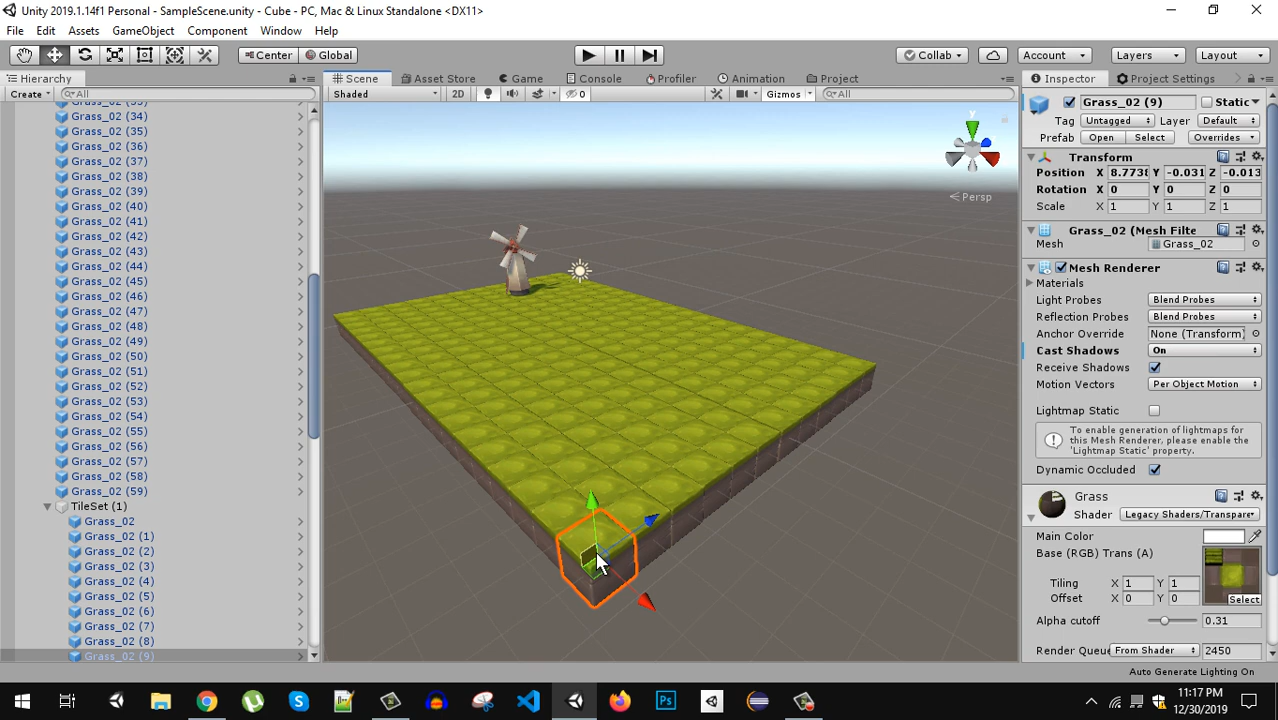 Unity 2019.1.14f1 Personal - SampleScene.unity - Cube - PC, Mac & Linux Standalone <DX11>
File Edit Assets GameObject Component Window Help
Center Global Collab Account Layers Layout
Hierarchy
Create All
Grass_02 (34)
Grass_02 (35)
Grass_02 (36)
Grass_02 (37)
Grass_02 (38)
Grass_02 (39)
Grass_02 (40)
Grass_02 (41)
Grass_02 (42)
Grass_02 (43)
Grass_02 (44)
Grass_02 (45)
Grass_02 (46)
Grass_02 (47)
Grass_02 (48)
Grass_02 (49)
Grass_02 (50)
Grass_02 (51)
Grass_02 (52)
Grass_02 (53)
Grass_02 (54)
Grass_02 (55)
Grass_02 (56)
Grass_02 (57)
Grass_02 (58)
Grass_02 (59)
TileSet (1)
Grass_02
Grass_02 (1)
Grass_02 (2)
Grass_02 (3)
Grass_02 (4)
Grass_02 (5)
Grass_02 (6)
Grass_02 (7)
Grass_02 (8)
Grass_02 (9)
Scene Asset Store Game Console Profiler Animation Project
Shaded 2D 0 Gizmos All
y
Persp
Inspector Project Settings
Grass_02 (9) Static
Tag Untagged Layer Default
Prefab Open Select Overrides
Transform
Position X 8.7738 Y -0.031 Z -0.013
Rotation X 0 Y 0 Z 0
Scale X 1 Y 1 Z 1
Grass_02 (Mesh Filte
Mesh Grass_02
Mesh Renderer
Materials
Light Probes Blend Probes
Reflection Probes Blend Probes
Anchor Override None (Transform)
Cast Shadows On
Receive Shadows
Motion Vectors Per Object Motion
Lightmap Static
To enable generation of lightmaps for
this Mesh Renderer, please enable the
'Lightmap Static' property.
Dynamic Occluded
Grass
Shader Legacy Shaders/Transpare
Main Color
Base (RGB) Trans (A)
Tiling X 1 Y 1
Offset X 0 Y 0
Select
Alpha cutoff 0.31
Render Queue From Shader 2450
Auto Generate Lighting On
Ps
11:17 PM
12/30/2019